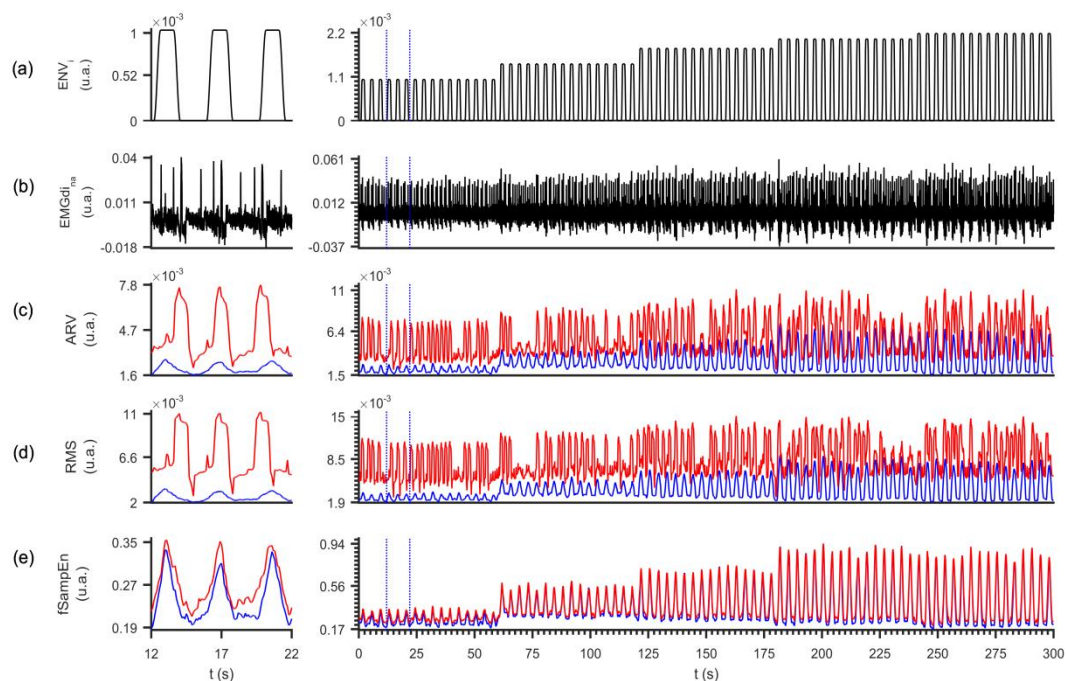 ×10⁻³
×10⁻³
(a)
ENVᵢ
(u.a.)
1
0.52
0
2.2
1.1
0
(b)
EMGdiₙₐ
(u.a.)
0.04
0.011
-0.018
0.061
0.012
-0.037
×10⁻³
×10⁻³
(c)
ARV
(u.a.)
7.8
4.7
1.6
11
6.4
1.5
×10⁻³
×10⁻³
(d)
RMS
(u.a.)
11
6.6
2
15
8.5
1.9
(e)
fSampEn
(u.a.)
0.35
0.27
0.19
0.94
0.56
0.17
12 17 22
0 25 50 75 100 125 150 175 200 225 250 275 300
t (s)
t (s)